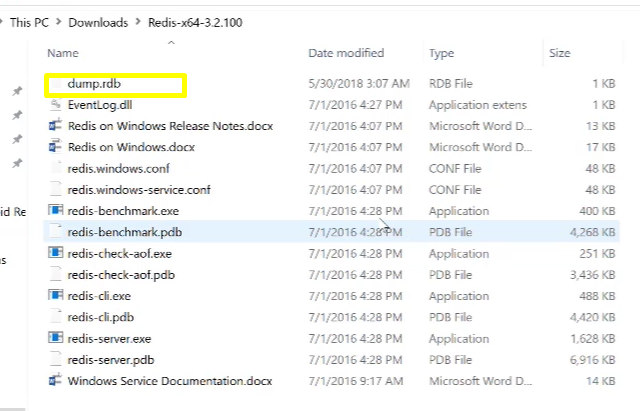 This PC > Downloads > Redis-x64-3.2.100
Name Date modified Type Size
dump.rdb 5/30/2018 3:07 AM RDB File 1 KB
EventLog.dll 7/1/2016 4:27 PM Application extens 1 KB
Redis on Windows Release Notes.docx 7/1/2016 4:07 PM Microsoft Word D... 13 KB
Redis on Windows.docx 7/1/2016 4:07 PM Microsoft Word D... 17 KB
redis.windows.conf 7/1/2016 4:07 PM CONF File 48 KB
redis.windows-service.conf 7/1/2016 4:07 PM CONF File 48 KB
oid Re redis-benchmark.exe 7/1/2016 4:28 PM Application 400 KB
redis-benchmark.pdb 7/1/2016 4:28 PM PDB File 4,268 KB
ns redis-check-aof.exe 7/1/2016 4:28 PM Application 251 KB
redis-check-aof.pdb 7/1/2016 4:28 PM PDB File 3,436 KB
redis-cli.exe 7/1/2016 4:28 PM Application 488 KB
redis-cli.pdb 7/1/2016 4:28 PM PDB File 4,420 KB
redis-server.exe 7/1/2016 4:28 PM Application 1,628 KB
redis-server.pdb 7/1/2016 4:28 PM PDB File 6,916 KB
Windows Service Documentation.docx 7/1/2016 9:17 AM Microsoft Word D... 14 KB